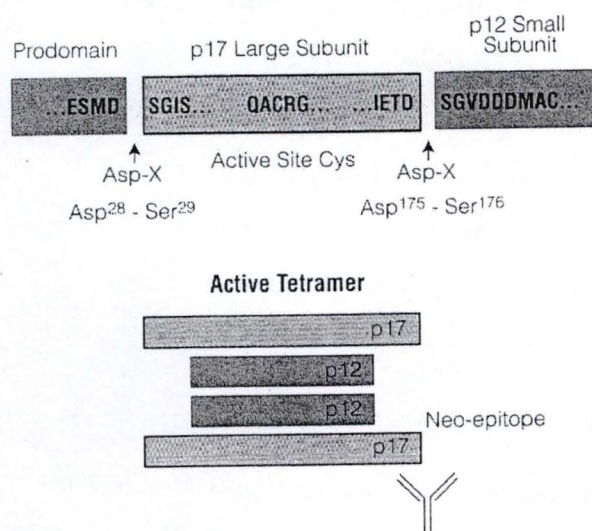 Prodomain p17 Large Subunit p12 Small Subunit
...ESMD SGIS... QACRG... ...IETD SGVDDDMAC...
Asp-X Active Site Cys Asp-X
Asp28 - Ser29 Asp175 - Ser176
Active Tetramer
p17
p12
p12
Neo-epitope
p17